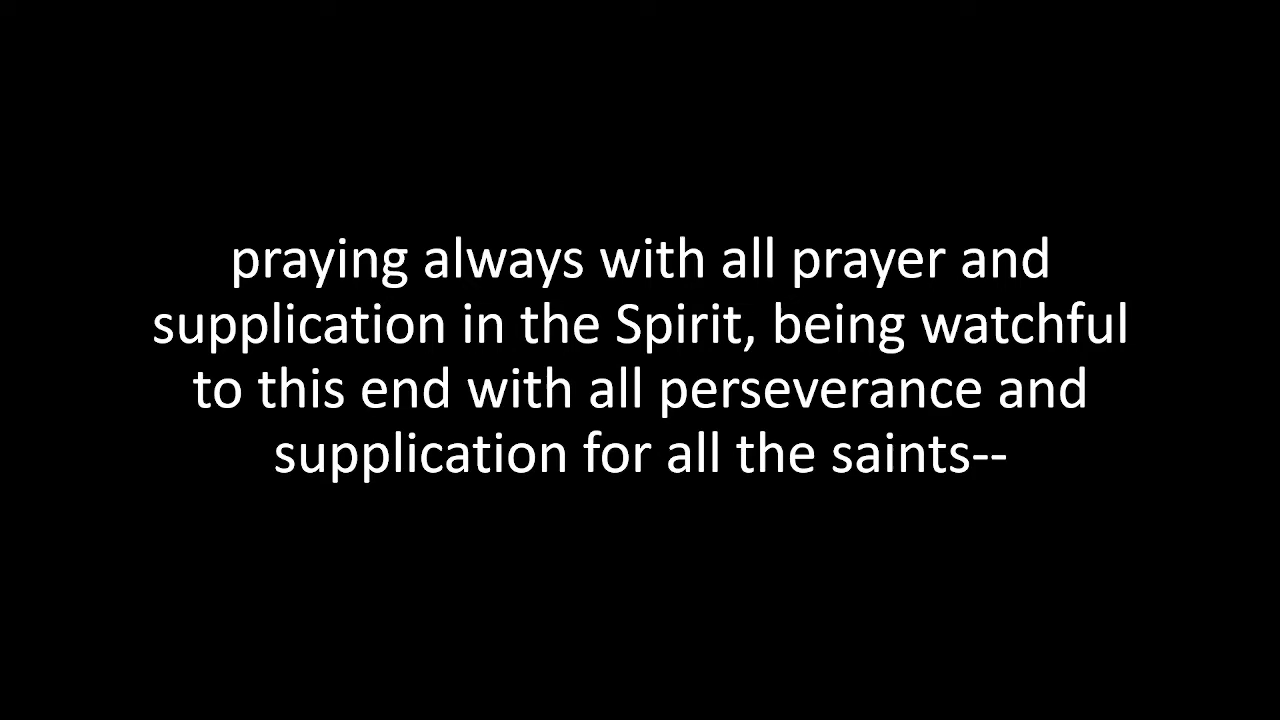 praying always with all prayer and
supplication in the Spirit, being watchful
to this end with all perseverance and
supplication for all the saints--